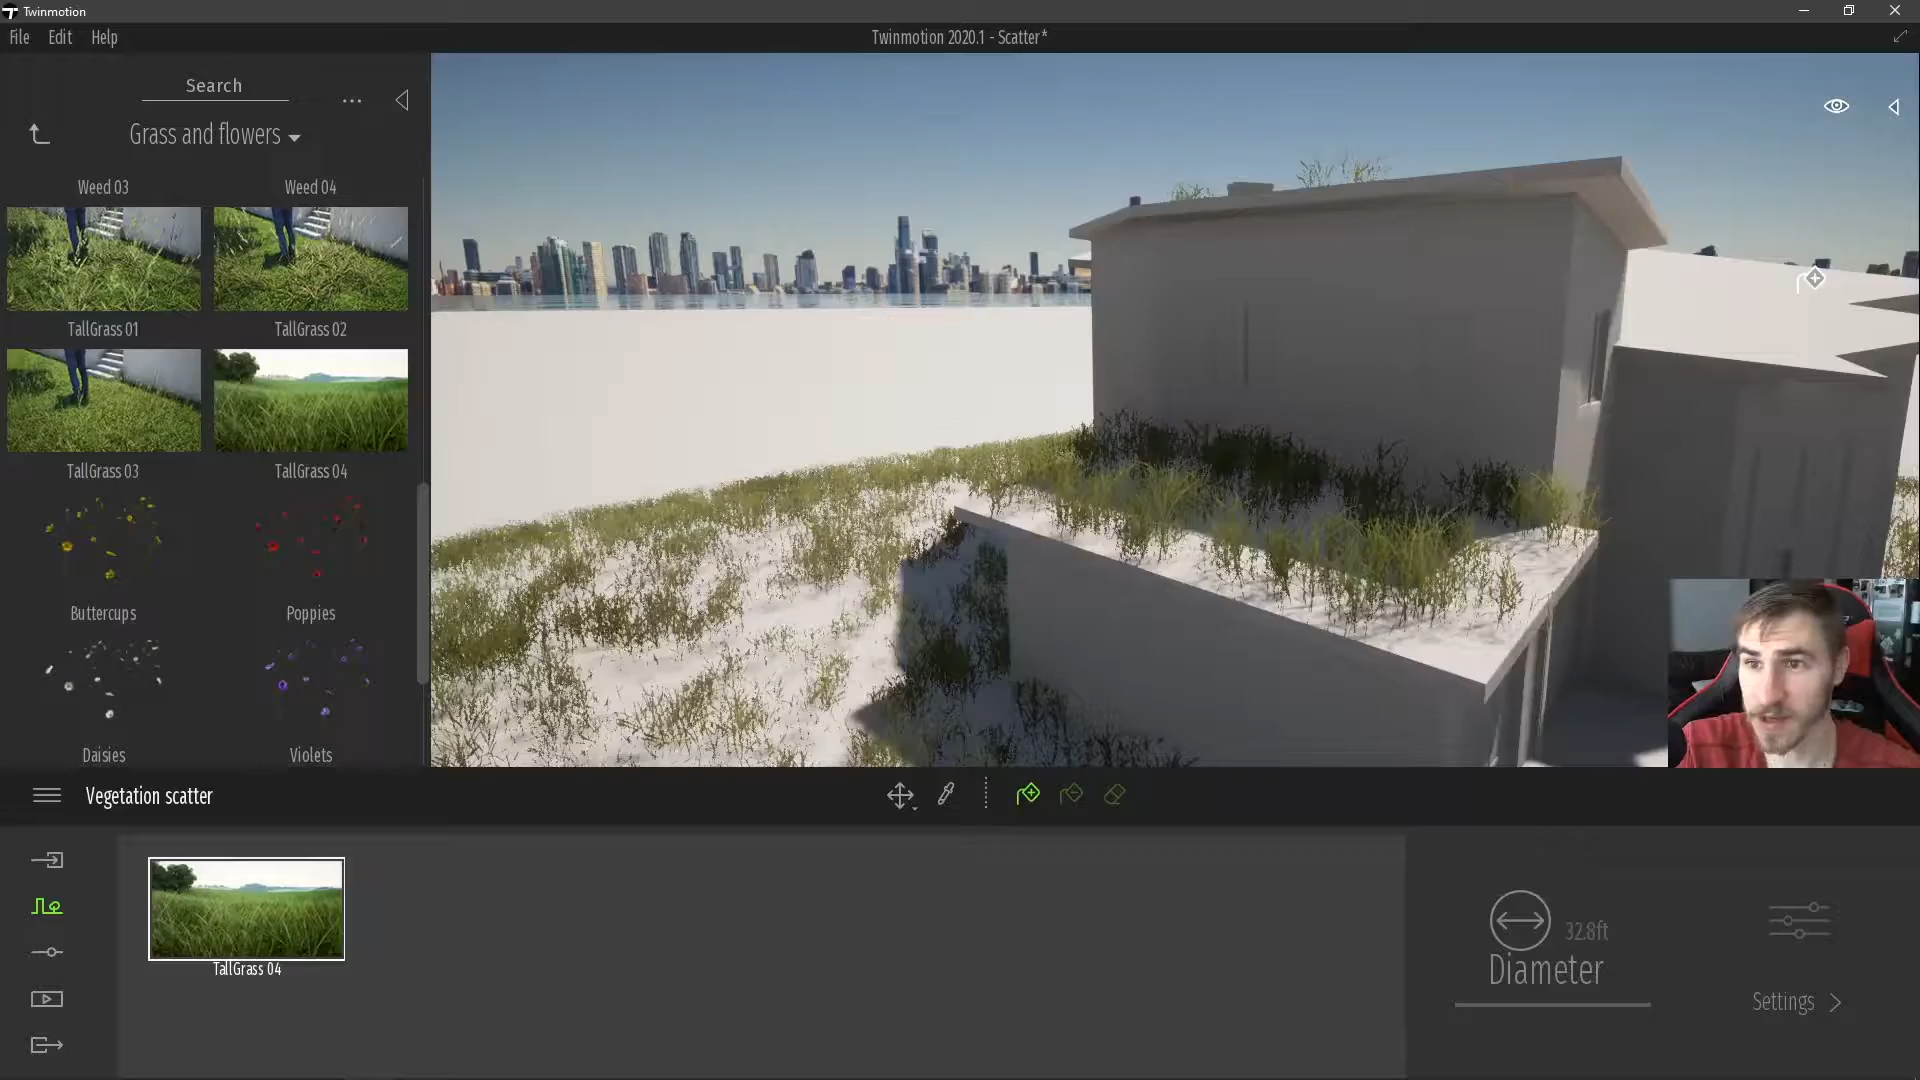 Twinmotion
File Edit Help
Twinmotion 2020.1 - Scatter*
Search
...
Grass and flowers
Weed 03
Weed 04
TallGrass 01
TallGrass 02
TallGrass 03
TallGrass 04
Buttercups
Poppies
Daisies
Violets
Vegetation scatter
TallGrass 04
32.8ft
Diameter
Settings